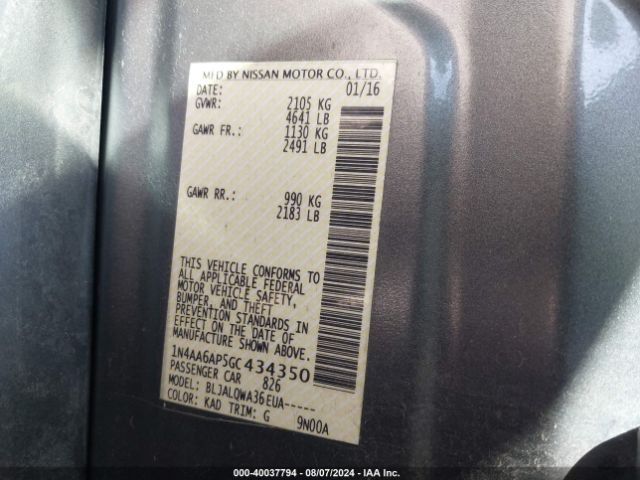 MFD BY NISSAN MOTOR CO., LTD.
DATE: 01/16
GVWR: 2105 KG
4641 LB
GAWR FR.: 1130 KG
2491 LB
GAWR RR.: 990 KG
2183 LB
THIS VEHICLE CONFORMS TO
ALL APPLICABLE FEDERAL
MOTOR VEHICLE SAFETY,
BUMPER, AND THEFT
PREVENTION STANDARDS IN
EFFECT ON THE DATE OF
MANUFACTURE SHOWN ABOVE.
1N4AA6AP5GC434350
PASSENGER CAR 826
MODEL: BLJALQWA36EUA-----
COLOR: KAD TRIM: G 9N00A
000-40037794 - 08/07/2024 - IAA Inc.